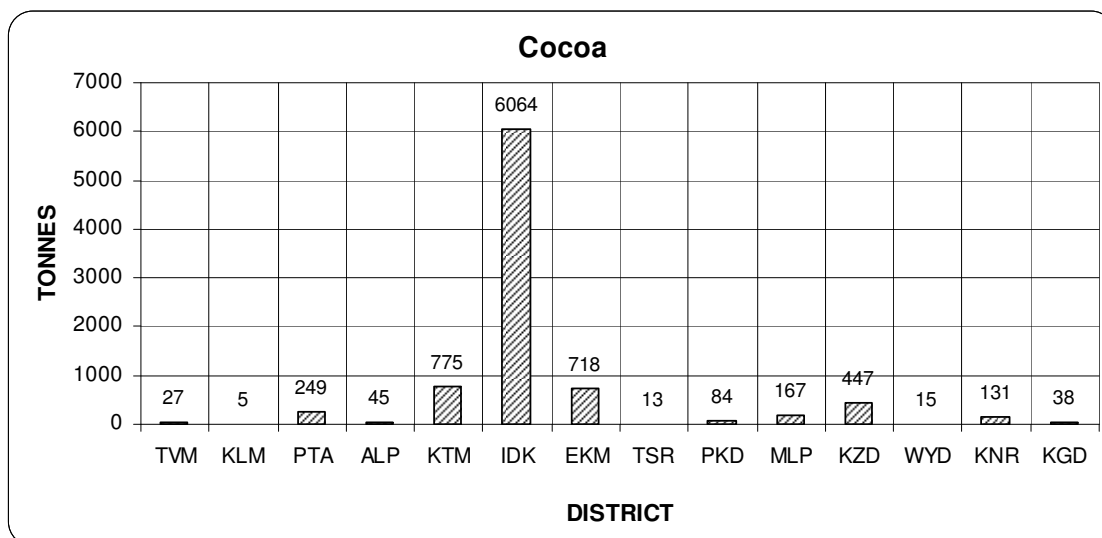 Cocoa
7000
6000
5000
4000
3000
2000
1000
0
TONNES
27 5 249 45 775 6064 718 13 84 167 447 15 131 38
TVM KLM PTA ALP KTM IDK EKM TSR PKD MLP KZD WYD KNR KGD
DISTRICT